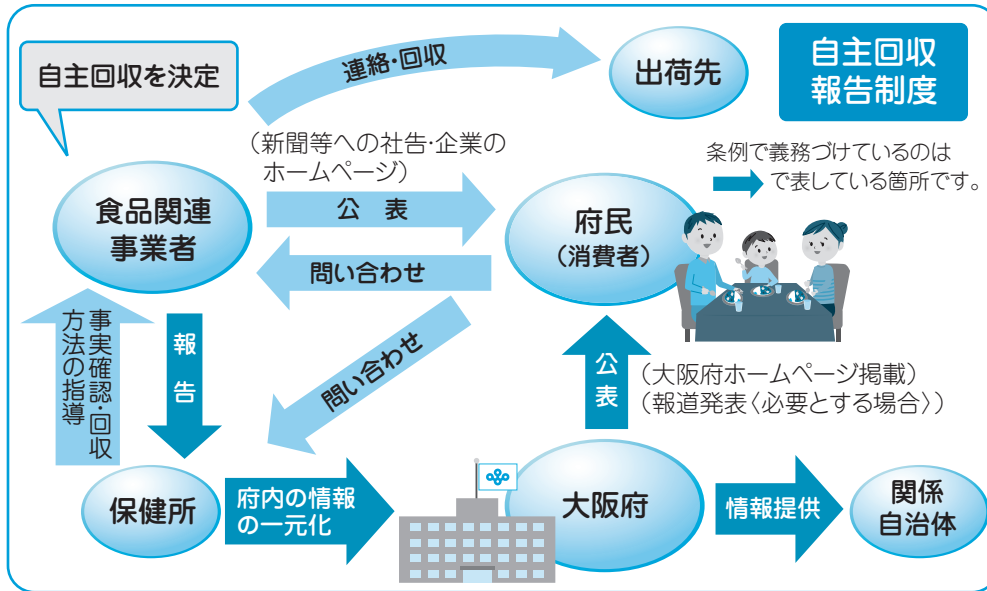 自主回収を決定
連絡・回収
出荷先
自主回収
報告制度
（新聞等への社告・企業の
ホームページ）
条例で義務づけているのは
で表している箇所です。
食品関連
事業者
公　表
府民
（消費者）
問い合わせ
事実確認・回収
方法の指導
報告
問い合わせ
公表
（大阪府ホームページ掲載）
（報道発表〈必要とする場合〉）
保健所
府内の情報
の一元化
大阪府
情報提供
関係
自治体